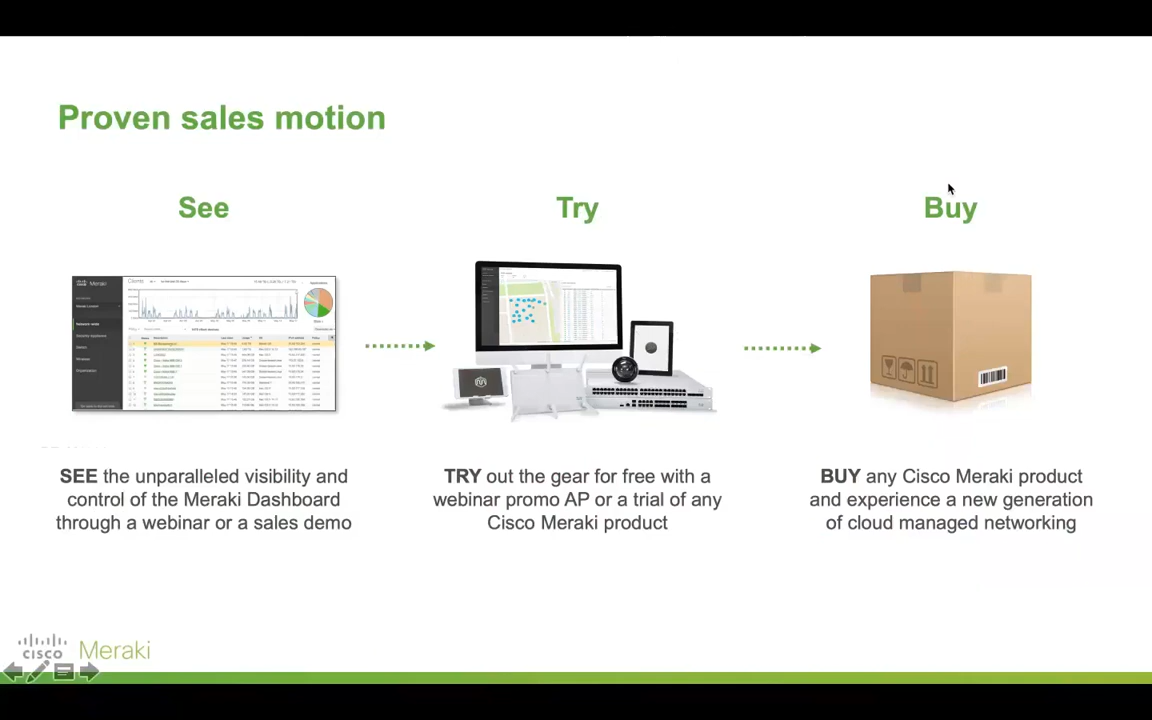 Proven sales motion
See
Try
Buy
Meraki
Clients
SEE the unparalleled visibility and
control of the Meraki Dashboard
through a webinar or a sales demo
TRY out the gear for free with a
webinar promo AP or a trial of any
Cisco Meraki product
BUY any Cisco Meraki product
and experience a new generation
of cloud managed networking
CISCO Meraki